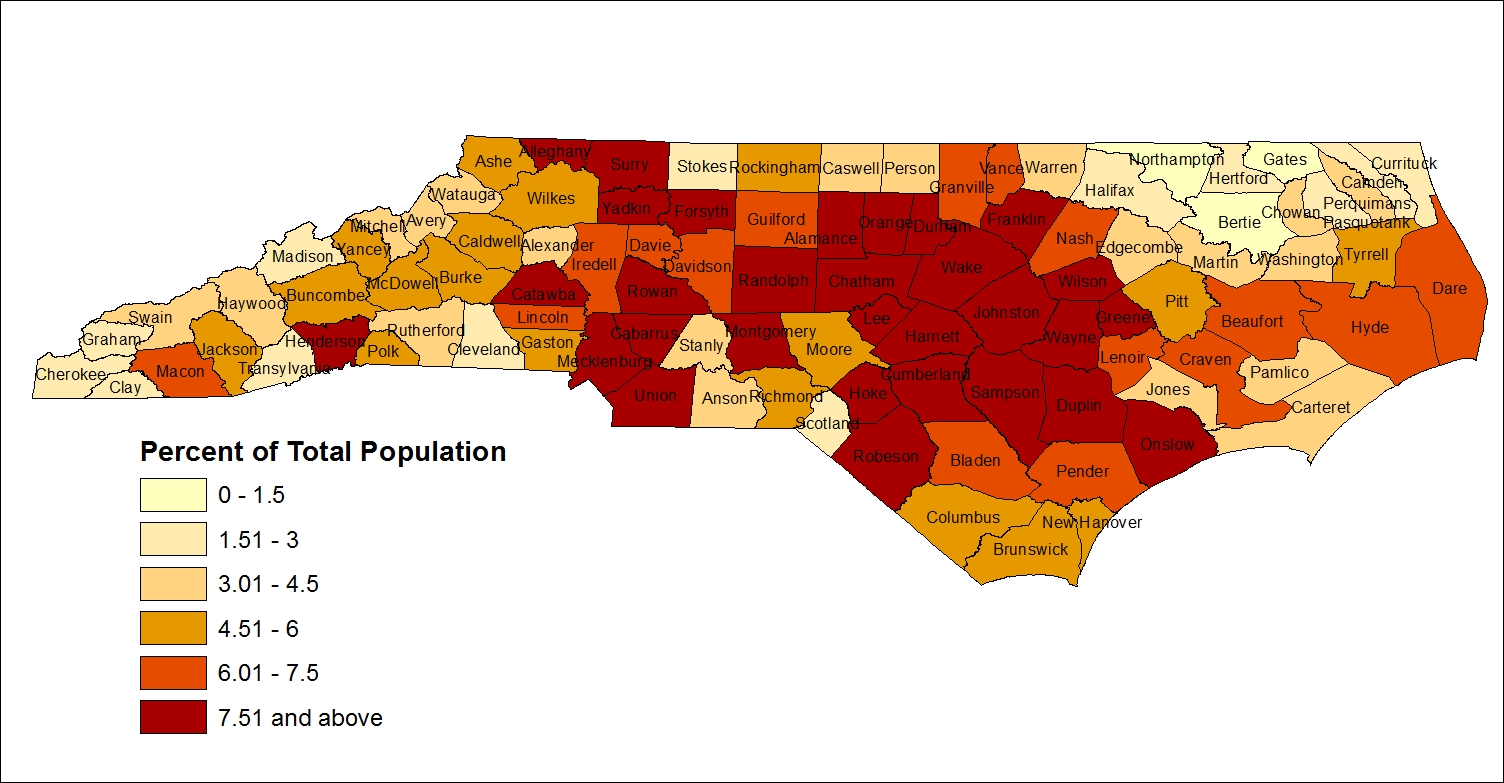 Alleghany
Ashe
Surry
Stokes
Rockingham
Caswell
Person
Granville
Vance
Warren
Northampton
Gates
Currituck
Camden
Hertford
Halifax
Perquimans
Pasquotank
Chowan
Bertie
Watauga
Wilkes
Yadkin
Forsyth
Guilford
Alamance
Orange
Durham
Franklin
Nash
Edgecombe
Martin
Washington
Tyrrell
Dare
Mitchell
Avery
Yancey
Caldwell
Alexander
Iredell
Davie
Davidson
Randolph
Chatham
Wake
Wilson
Pitt
Beaufort
Hyde
Madison
Buncombe
McDowell
Burke
Catawba
Rowan
Lincoln
Haywood
Swain
Graham
Cherokee
Clay
Macon
Jackson
Transylvania
Henderson
Polk
Rutherford
Cleveland
Gaston
Mecklenburg
Cabarrus
Stanly
Montgomery
Moore
Lee
Harnett
Johnston
Wayne
Greene
Lenoir
Craven
Pamlico
Jones
Carteret
Union
Anson
Richmond
Scotland
Hoke
Cumberland
Sampson
Duplin
Onslow
Robeson
Bladen
Pender
Columbus
New Hanover
Brunswick
Percent of Total Population
0 - 1.5
1.51 - 3
3.01 - 4.5
4.51 - 6
6.01 - 7.5
7.51 and above